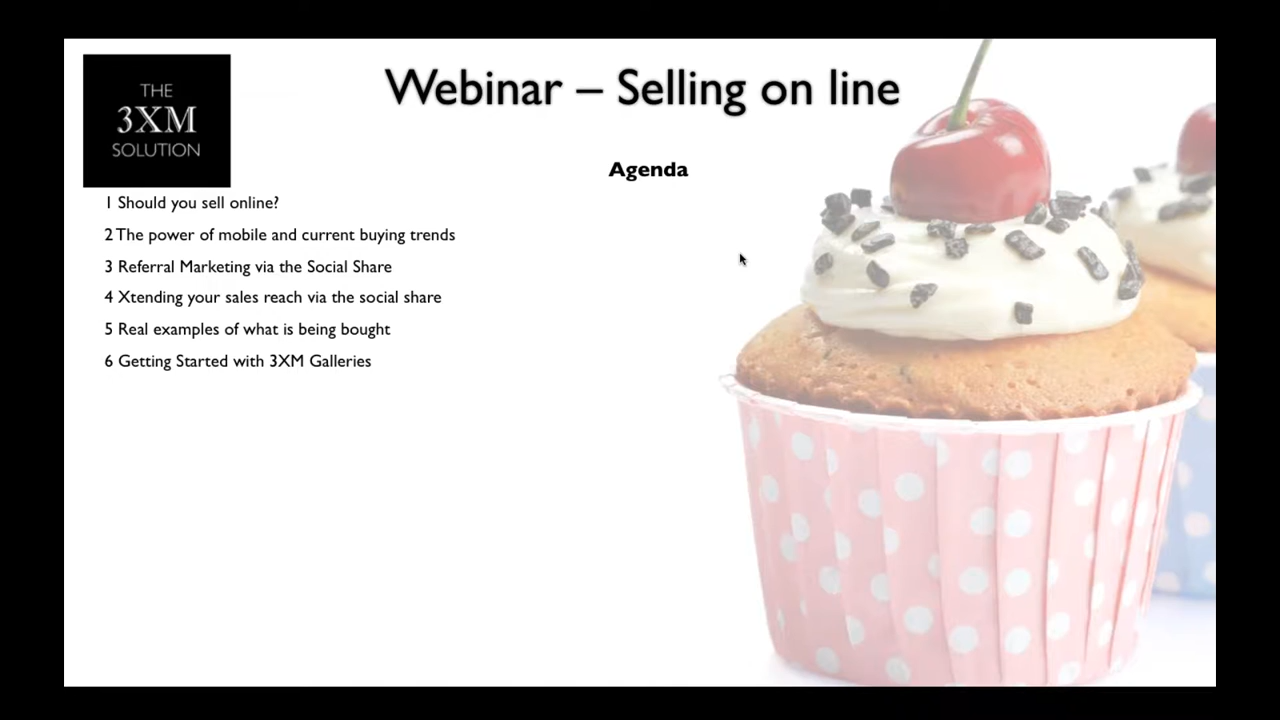 THE
3XM
SOLUTION
Webinar – Selling on line
Agenda
1 Should you sell online?
2 The power of mobile and current buying trends
3 Referral Marketing via the Social Share
4 Xtending your sales reach via the social share
5 Real examples of what is being bought
6 Getting Started with 3XM Galleries